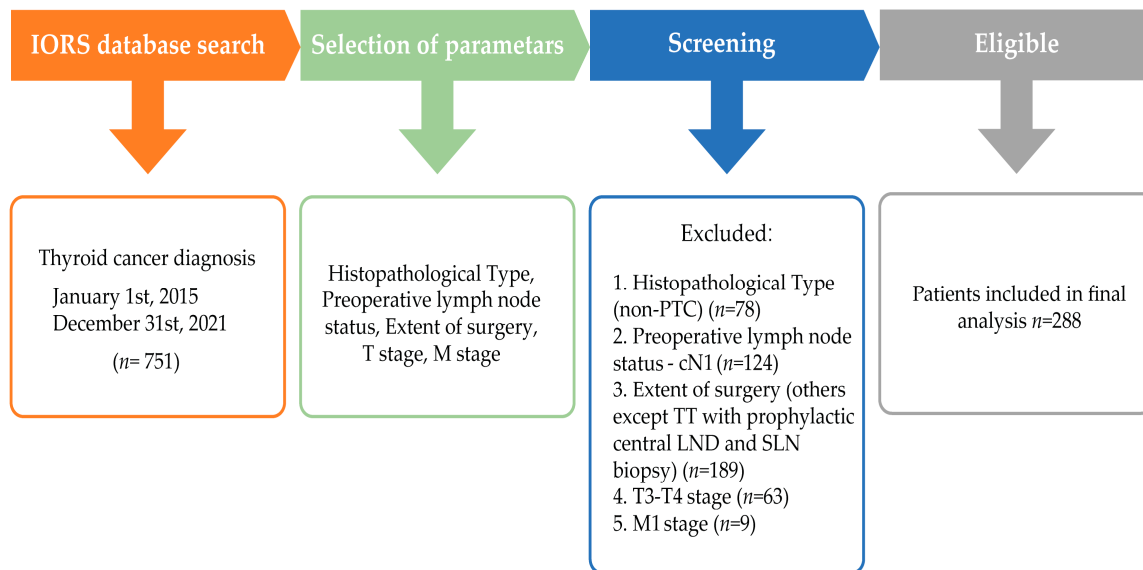 IORS database search
Selection of parametars
Screening
Eligible
Thyroid cancer diagnosis
January 1st, 2015
December 31st, 2021
(n= 751)
Histopathological Type,
Preoperative lymph node
status, Extent of surgery,
T stage, M stage
Excluded:
1. Histopathological Type
(non-PTC) (n=78)
2. Preoperative lymph node
status - cN1 (n=124)
3. Extent of surgery (others
except TT with prophylactic
central LND and SLN
biopsy) (n=189)
4. T3-T4 stage (n=63)
5. M1 stage (n=9)
Patients included in final
analysis n=288